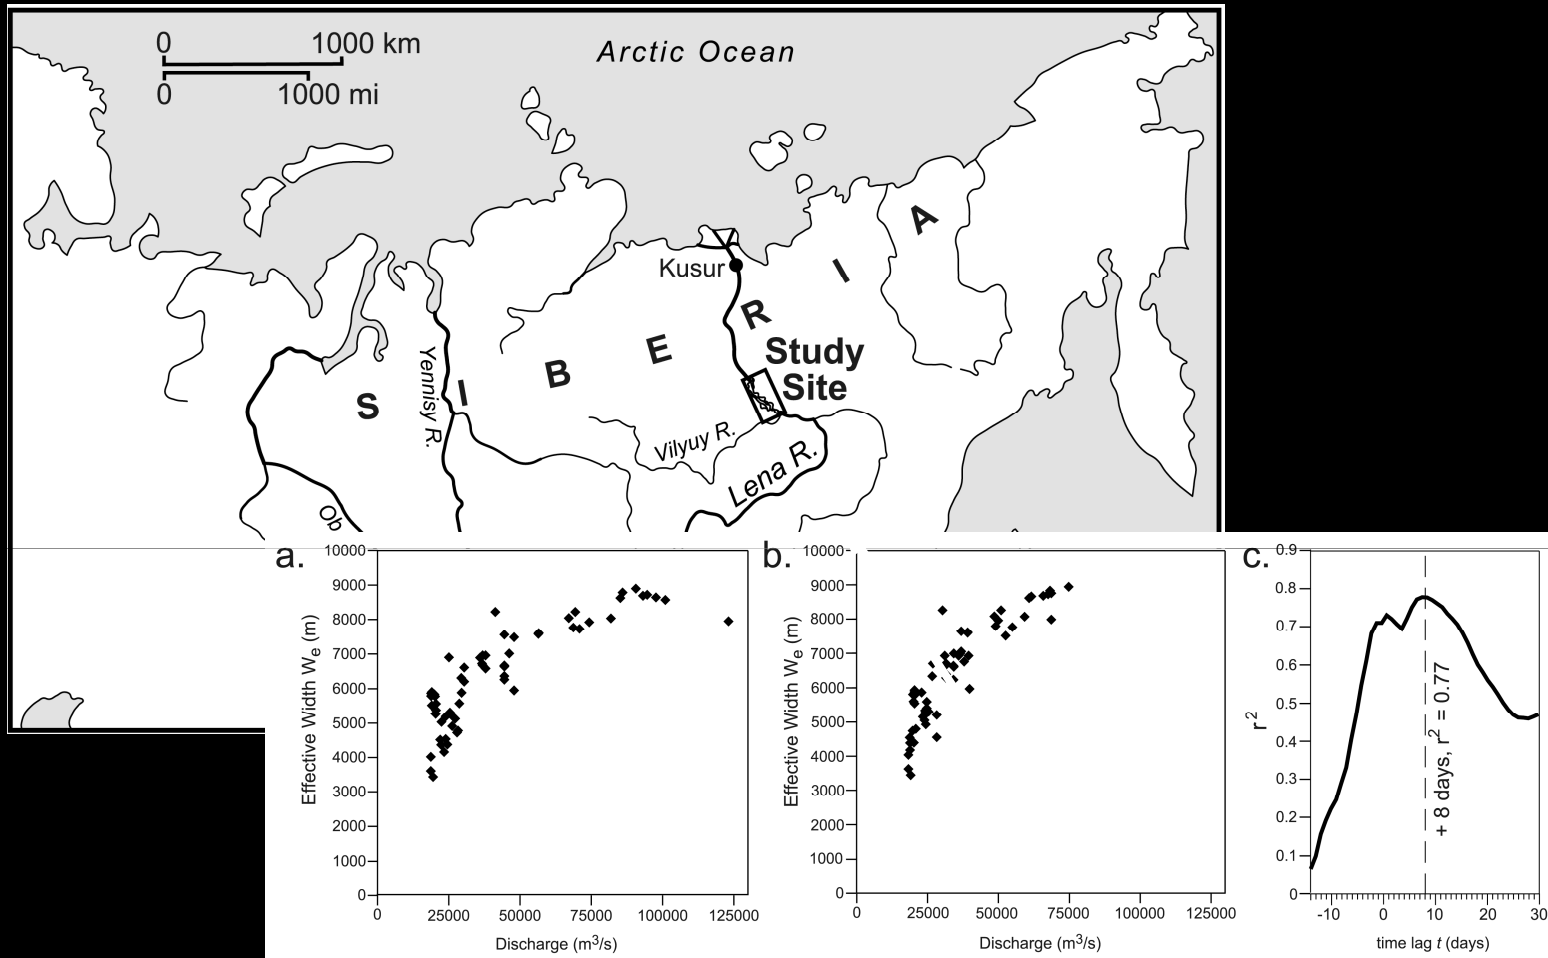 0 1000 km
0 1000 mi
Arctic Ocean
A
I
Kusur
R
E
B
I
S
Study
Site
Yennisy R.
Vilyuy R.
Lena R.
Ob
a.
10000
9000
8000
7000
6000
5000
4000
3000
2000
1000
0
Effective Width We (m)
0 25000 50000 75000 100000 125000
Discharge (m³/s)
b.
10000
9000
8000
7000
6000
5000
4000
3000
2000
1000
0
Effective Width We (m)
0 25000 50000 75000 100000 125000
Discharge (m³/s)
c.
0.9
0.8
0.7
0.6
0.5
0.4
0.3
0.2
0.1
0
r²
+ 8 days, r² = 0.77
-10 0 10 20 30
time lag t (days)